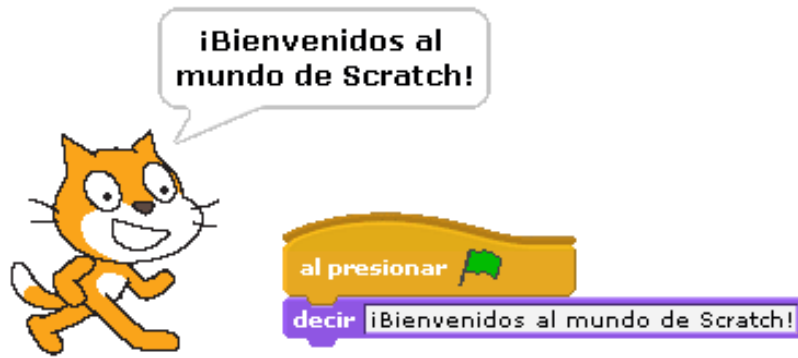 ¡Bienvenidos al
mundo de Scratch!
al presionar
decir ¡Bienvenidos al mundo de Scratch!